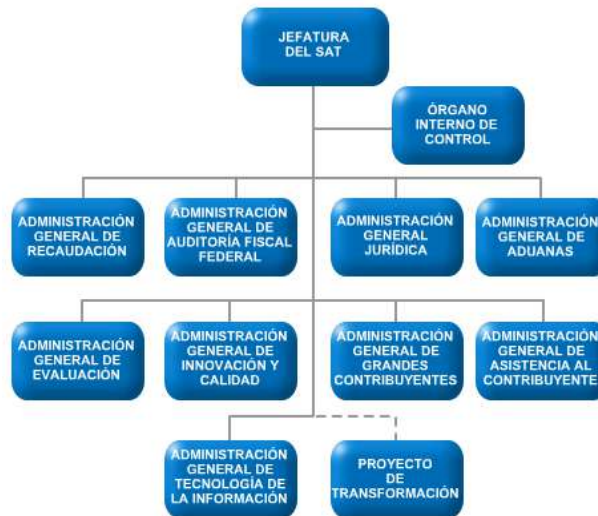 JEFATURA
DEL SAT
ÓRGANO
INTERNO DE
CONTROL
ADMINISTRACIÓN
GENERAL DE
RECAUDACIÓN
ADMINISTRACIÓN
GENERAL DE
AUDITORÍA FISCAL
FEDERAL
ADMINISTRACIÓN
GENERAL
JURÍDICA
ADMINISTRACIÓN
GENERAL
DE ADUANAS
ADMINISTRACIÓN
GENERAL DE
EVALUACIÓN
ADMINISTRACIÓN
GENERAL DE
INNOVACIÓN Y
CALIDAD
ADMINISTRACIÓN
GENERAL DE
GRANDES
CONTRIBUYENTES
ADMINISTRACIÓN
GENERAL DE
ASISTENCIA AL
CONTRIBUYENTE
ADMINISTRACIÓN
GENERAL DE
TECNOLOGÍA DE
LA INFORMACIÓN
PROYECTO
DE
TRANSFORMACIÓN